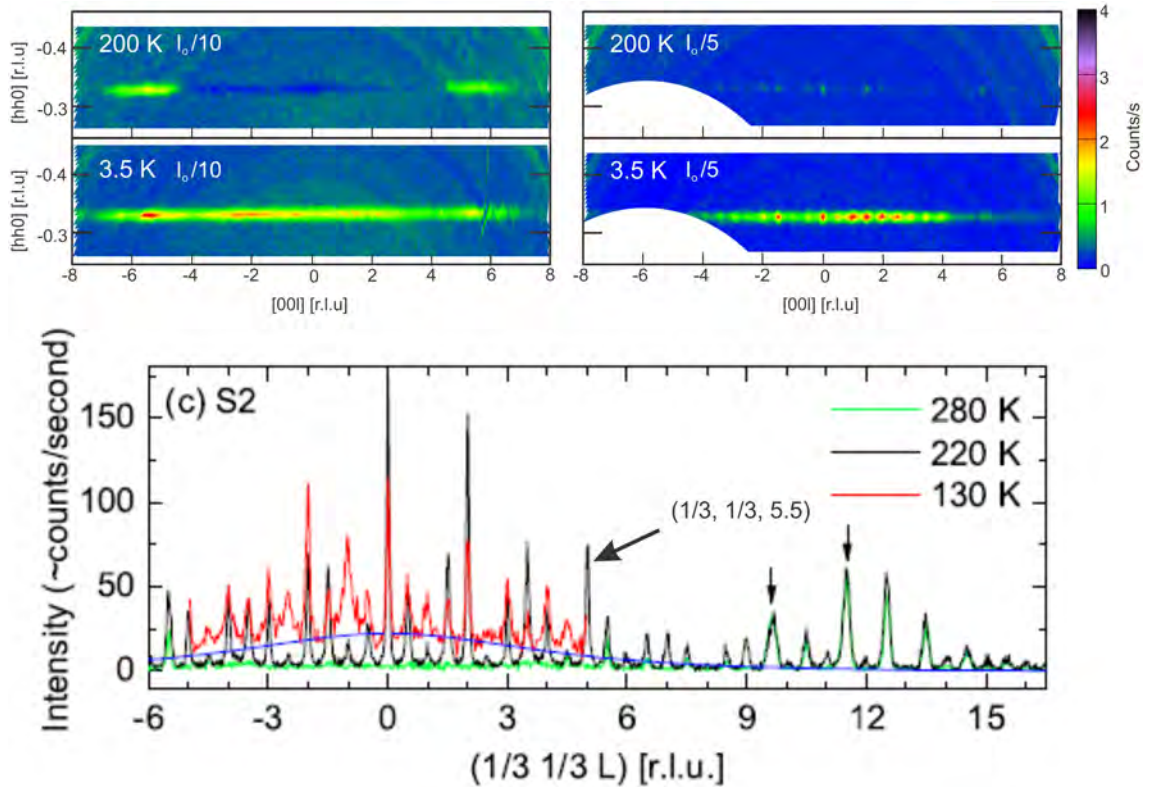 200 K I₀/10
200 K I₀/5
3.5 K I₀/10
3.5 K I₀/5
[hh0] [r.l.u]
-0.4
-0.3
[hh0] [r.l.u]
-0.4
-0.3
-8 -6 -4 -2 0 2 4 6 8
-8 -6 -4 -2 0 2 4 6 8
[00l] [r.l.u]
[00l] [r.l.u]
4
3
2
1
0
Counts/s
(c) S2
280 K
220 K
130 K
(1/3, 1/3, 5.5)
Intensity (~counts/second)
150
100
50
0
-6 -3 0 3 6 9 12 15
(1/3 1/3 L) [r.l.u.]